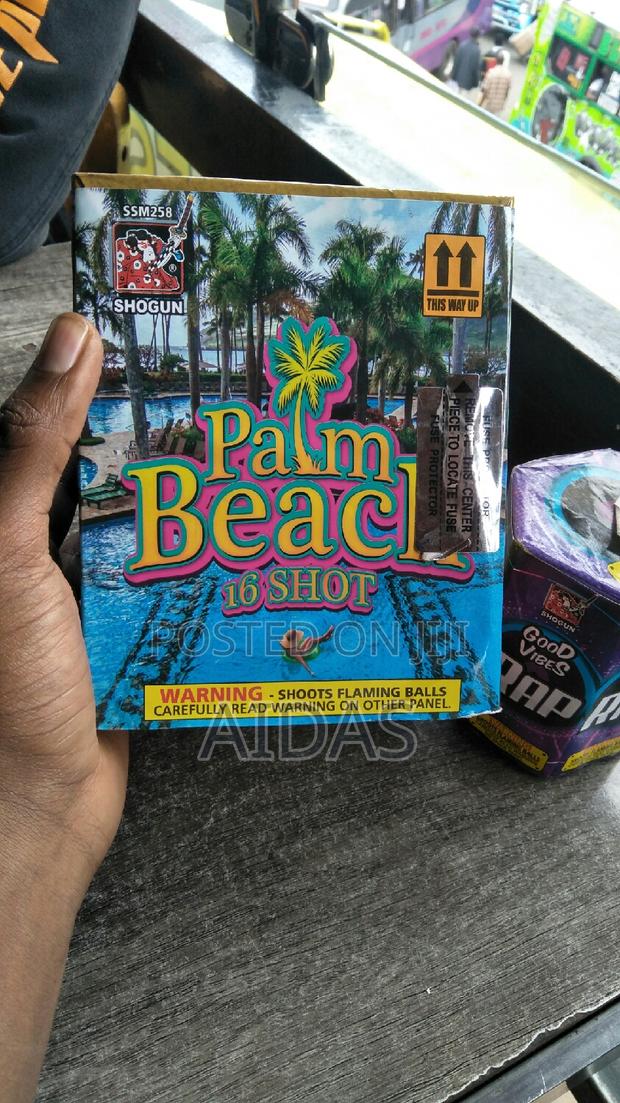 SSM258
SHOGUN
THIS WAY UP
Palm
Beach
16 SHOT
REMOVE THIS CENTER
PIECE TO LOCATE FUSE
FUSE PROTECTOR
POSTED ON JIJI
WARNING - SHOOTS FLAMING BALLS
CAREFULLY READ WARNING ON OTHER PANEL.
AIDAS
SHOGUN
GOOD
VIBES
RAP